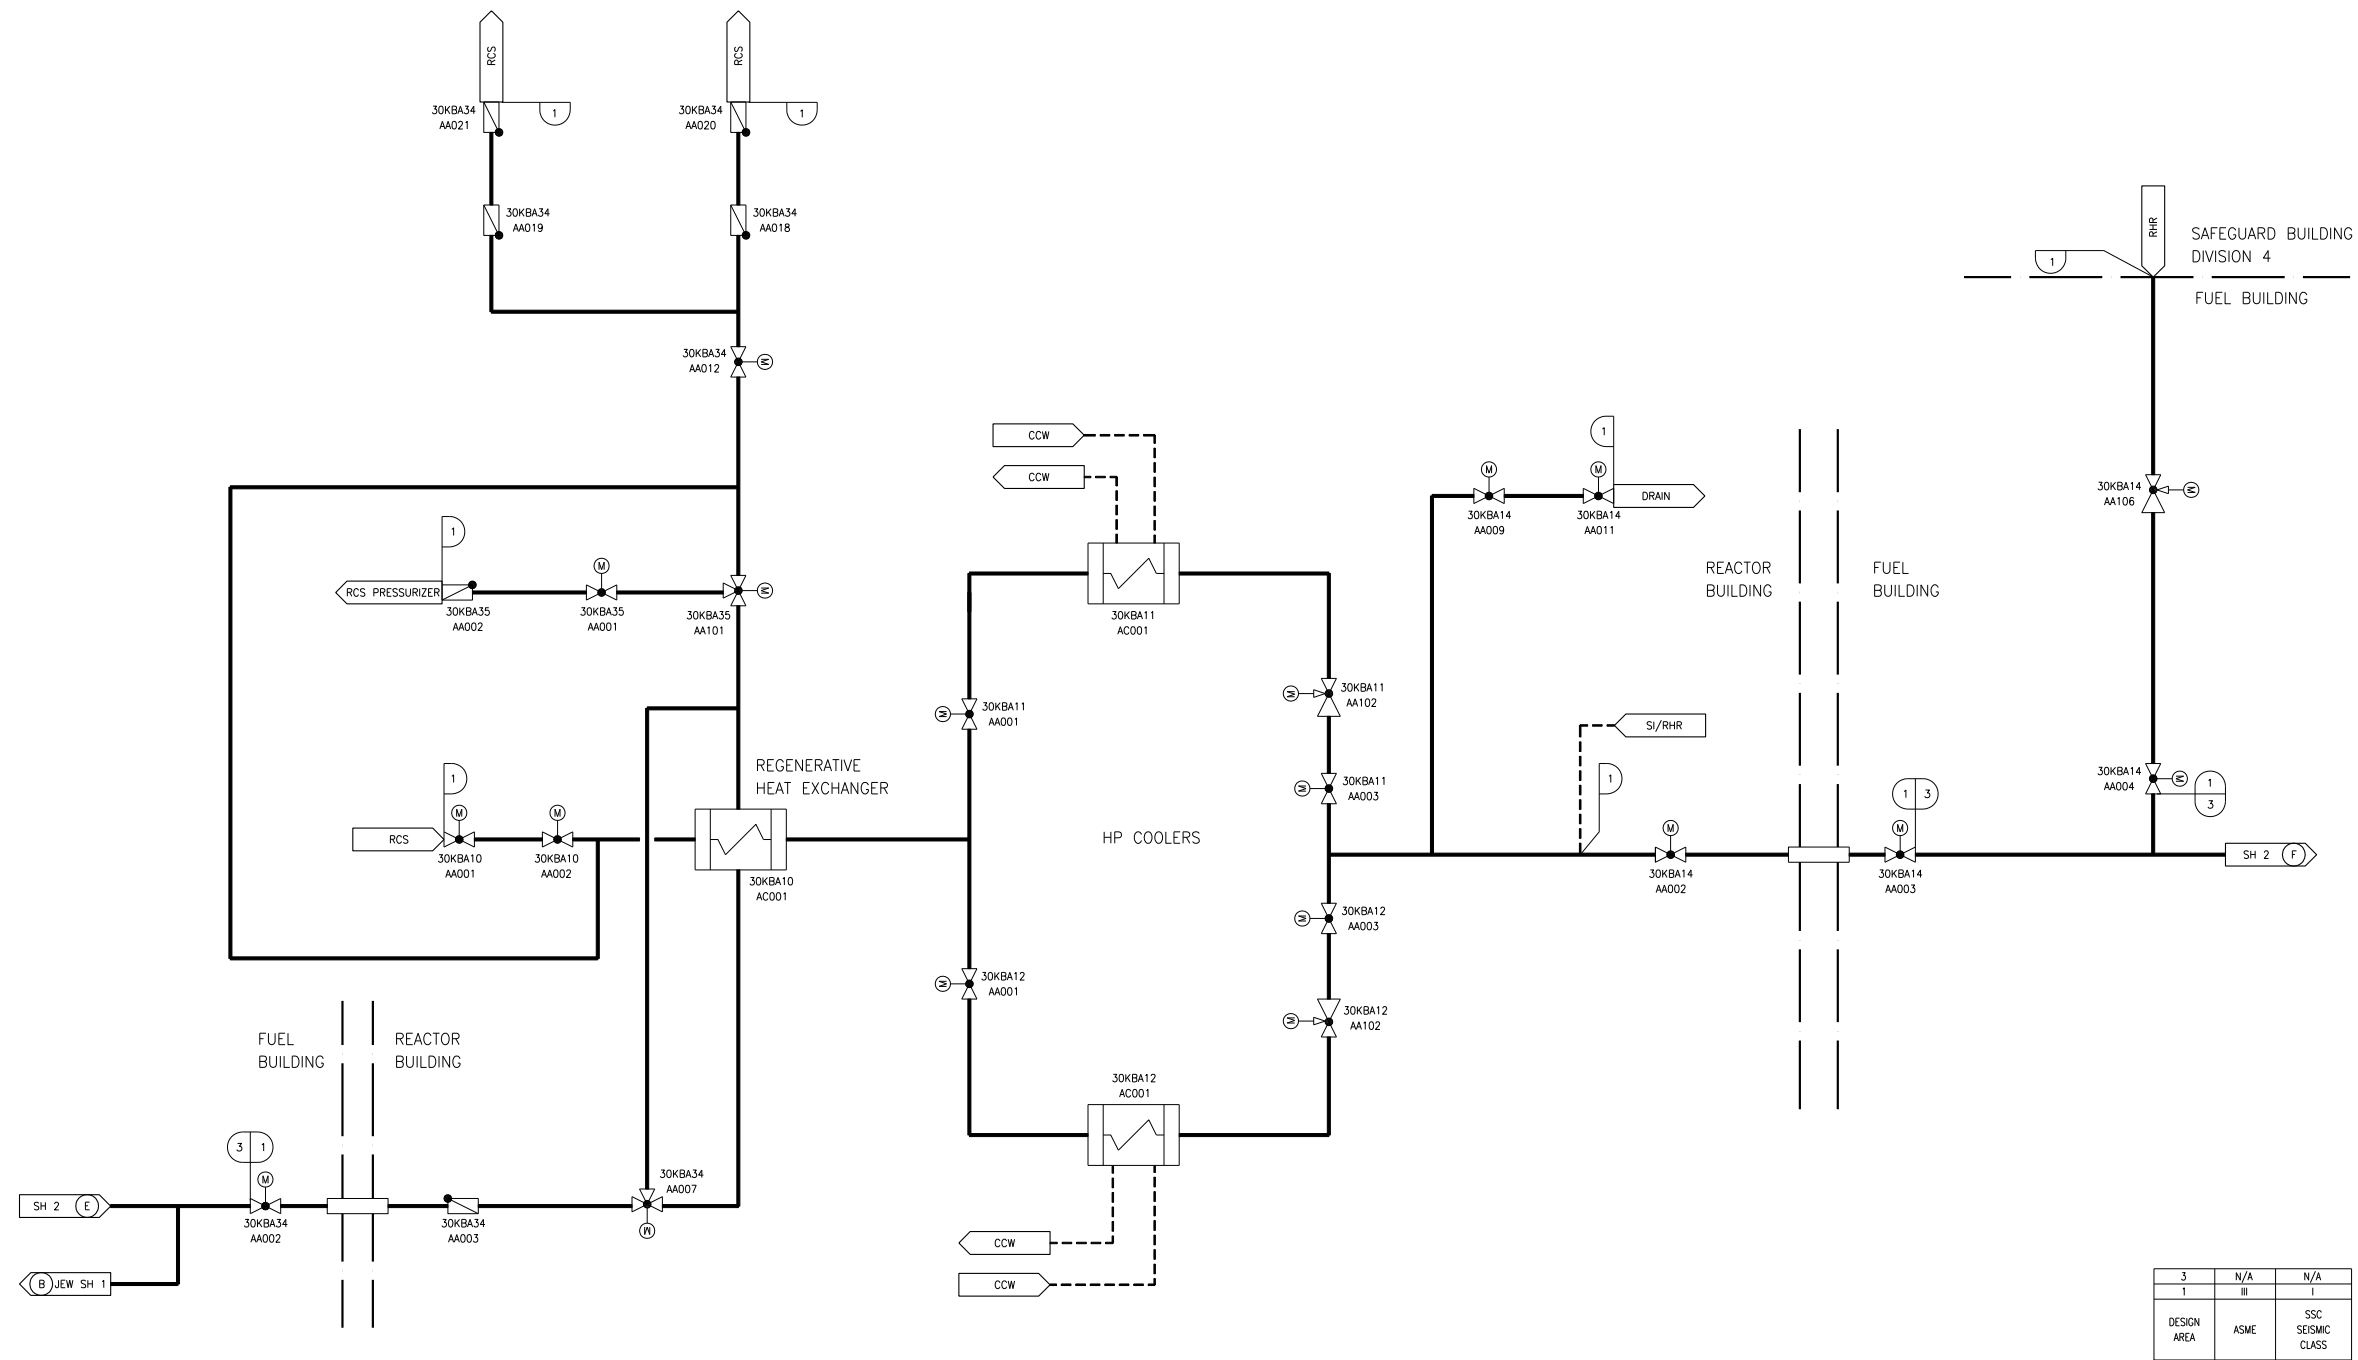 RCS
RCS
30KBA34
AA021
1
30KBA34
AA020
1
30KBA34
AA019
30KBA34
AA018
RHR
SAFEGUARD BUILDING
DIVISION 4
1
FUEL BUILDING
30KBA34
AA012
M
CCW
CCW
1
M
M
DRAIN
30KBA14
AA009
30KBA14
AA011
30KBA14
AA106
M
1
M
RCS PRESSURIZER
30KBA35
AA002
30KBA35
AA001
30KBA35
AA101
M
30KBA11
AC001
REACTOR
BUILDING
FUEL
BUILDING
M
30KBA11
AA001
M
30KBA11
AA102
SI/RHR
REGENERATIVE
HEAT EXCHANGER
1
M
M
RCS
30KBA10
AA001
30KBA10
AA002
30KBA10
AC001
M
30KBA11
AA003
HP COOLERS
1
M
30KBA14
AA002
1
3
M
30KBA14
AA003
30KBA14
AA004
M
1
3
SH 2
F
M
30KBA12
AA003
M
30KBA12
AA001
M
30KBA12
AA102
FUEL
BUILDING
REACTOR
BUILDING
30KBA12
AC001
3
1
M
SH 2
E
30KBA34
AA002
30KBA34
AA003
30KBA34
AA007
M
B
JEW SH 1
CCW
CCW
3 N/A N/A
1 III I
DESIGN
AREA
ASME
SSC
SEISMIC
CLASS